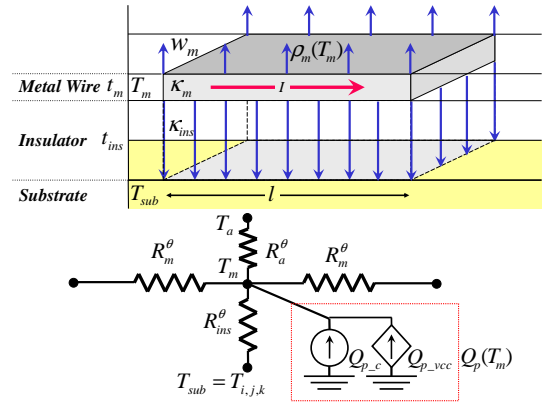 w_m
ρ_m(T_m)
Metal Wire t_m T_m κ_m I
Insulator t_ins κ_ins
Substrate T_sub l
T_a
R_m^θ R_a^θ R_m^θ
T_m
R_ins^θ
Q_p_c Q_p_vcc Q_p(T_m)
T_sub = T_i,j,k